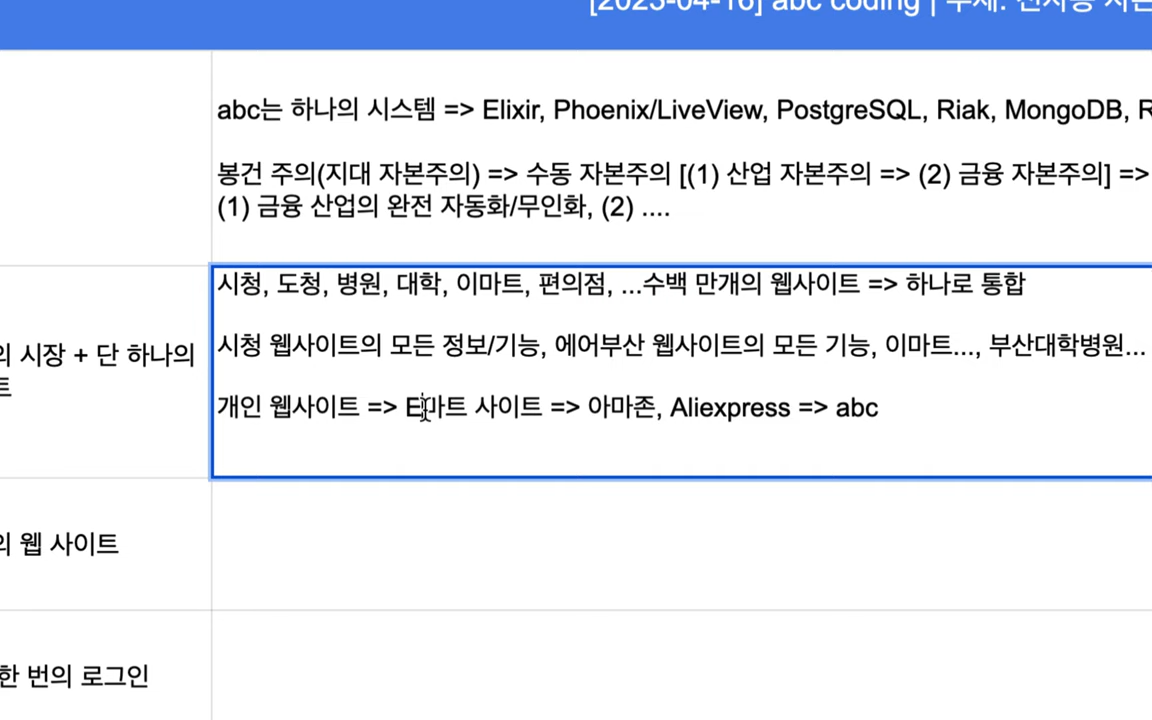 [2023-04-16] abc coding |
abc는 하나의 시스템 => Elixir, Phoenix/LiveView, PostgreSQL, Riak, MongoDB, R
봉건 주의(지대 자본주의) => 수동 자본주의 [(1) 산업 자본주의 => (2) 금융 자본주의] =>
(1) 금융 산업의 완전 자동화/무인화, (2) ....
의 시장 + 단 하나의
트
시청, 도청, 병원, 대학, 이마트, 편의점, ...수백 만개의 웹사이트 => 하나로 통합
시청 웹사이트의 모든 정보/기능, 에어부산 웹사이트의 모든 기능, 이마트..., 부산대학병원...
개인 웹사이트 => E마트 사이트 => 아마존, Aliexpress => abc
의 웹 사이트
한 번의 로그인